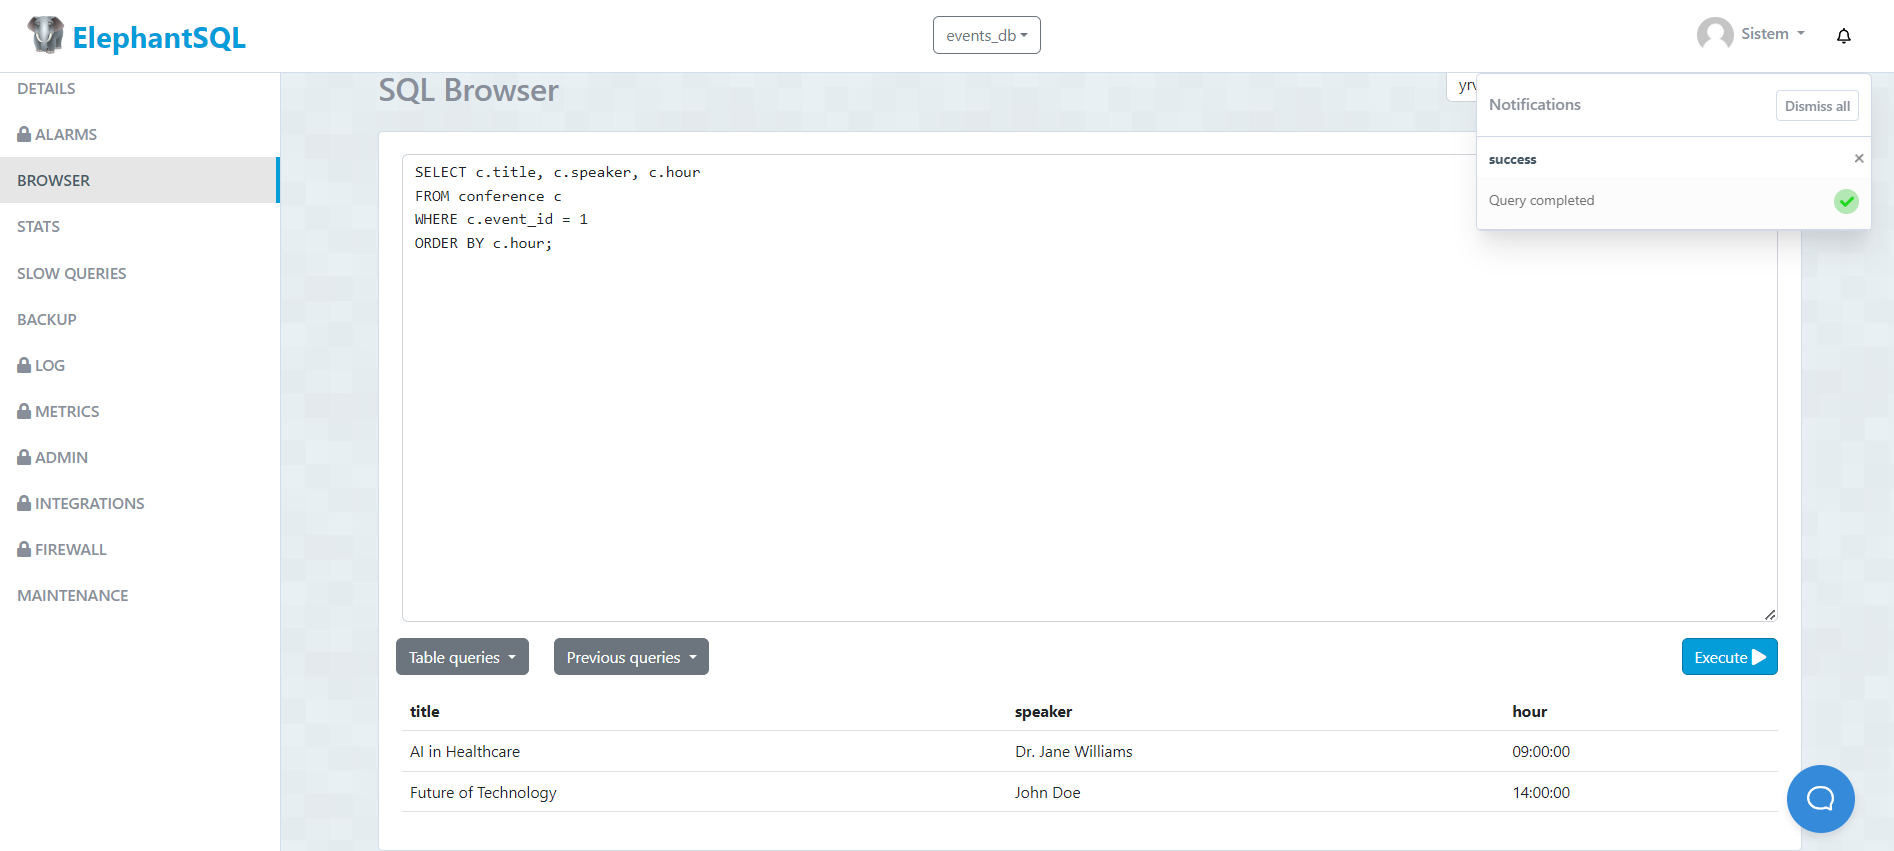 ElephantSQL
events_db
Sistem
DETAILS
ALARMS
BROWSER
STATS
SLOW QUERIES
BACKUP
LOG
METRICS
ADMIN
INTEGRATIONS
FIREWALL
MAINTENANCE
SQL Browser
Notifications
Dismiss all
success
×
Query completed
SELECT c.title, c.speaker, c.hour
FROM conference c
WHERE c.event_id = 1
ORDER BY c.hour;
Table queries
Previous queries
Execute
title speaker hour
AI in Healthcare Dr. Jane Williams 09:00:00
Future of Technology John Doe 14:00:00